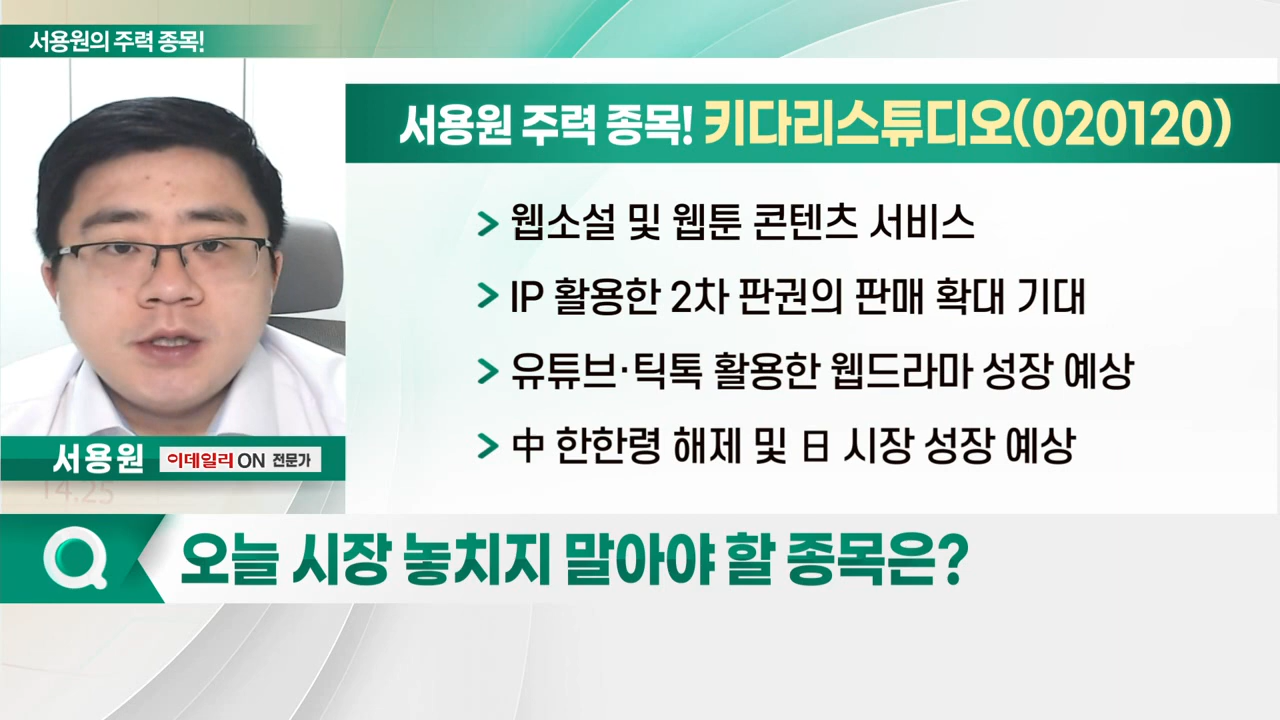 서용원의 주력 종목!
서용원 주력 종목! 키다리스튜디오(020120)
> 웹소설 및 웹툰 콘텐츠 서비스
> IP 활용한 2차 판권의 판매 확대 기대
> 유튜브·틱톡 활용한 웹드라마 성장 예상
> 中 한한령 해제 및 日 시장 성장 예상
서용원 이데일리 ON 전문가
14.25
Q 오늘 시장 놓치지 말아야 할 종목은?